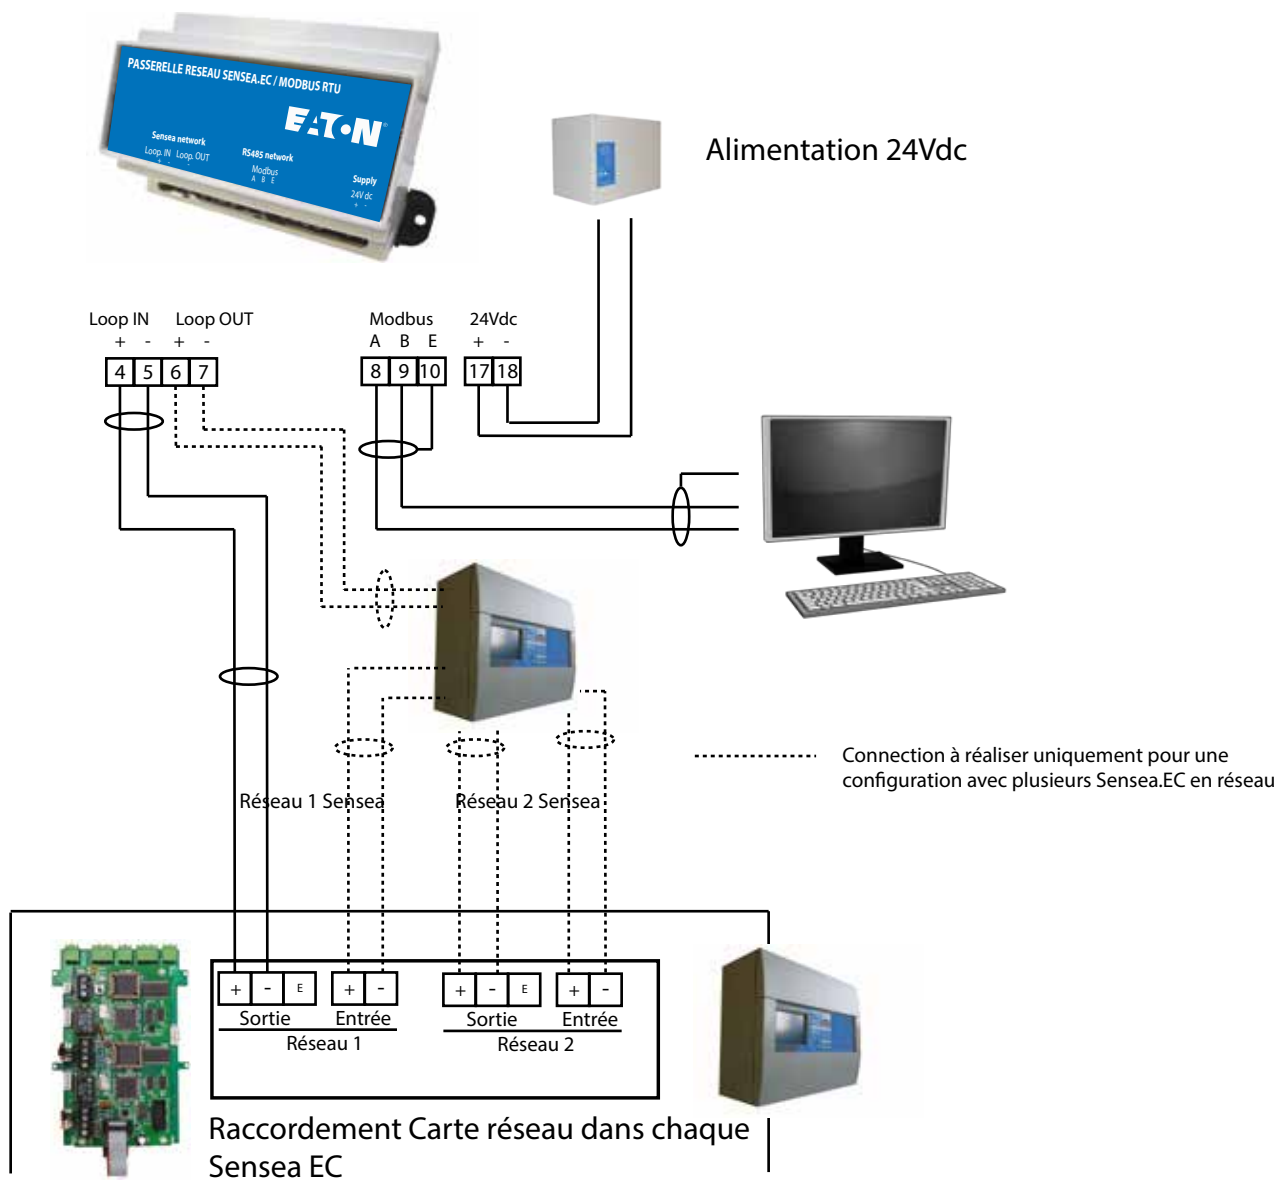 PASSERELLE RESEAU SENSEA.EC / MODBUS RTU
EATON
Sensea network
Loop. IN Loop. OUT
+ - -
RS485 network
Modbus
A B E
Supply
24V dc
+ -
Alimentation 24Vdc
Loop IN Loop OUT
+ - + -
4 5 6 7
Modbus
A B E
8 9 10
24Vdc
+ -
17 18
Connection à réaliser uniquement pour une
configuration avec plusieurs Sensea.EC en réseau
Réseau 1 Sensea
Réseau 2 Sensea
+ - E + -
Sortie Entrée
Réseau 1
+ - E + -
Sortie Entrée
Réseau 2
Raccordement Carte réseau dans chaque
Sensea EC